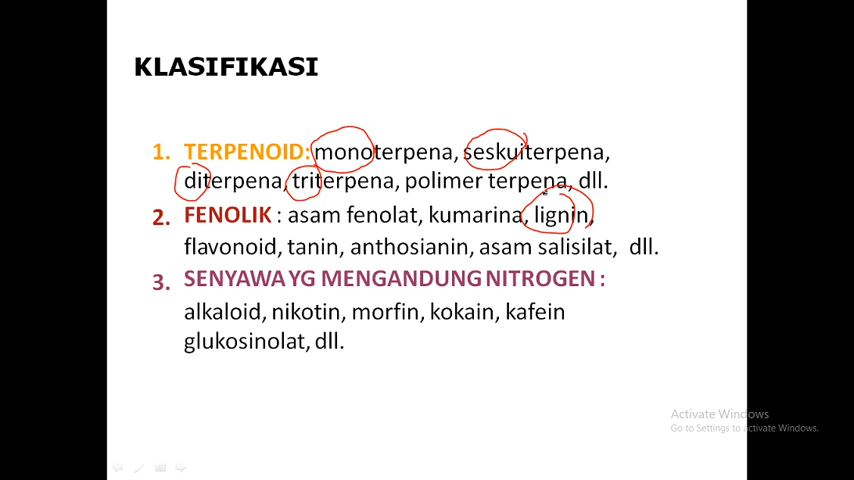 KLASIFIKASI
1. TERPENOID: monoterpena, seskuiterpena,
diterpena, triterpena, polimer terpena, dll.
2. FENOLIK : asam fenolat, kumarina, lignin,
flavonoid, tanin, anthosianin, asam salisilat, dll.
3. SENYAWA YG MENGANDUNG NITROGEN :
alkaloid, nikotin, morfin, kokain, kafein
glukosinolat, dll.
Activate Windows
Go to Settings to activate Windows.